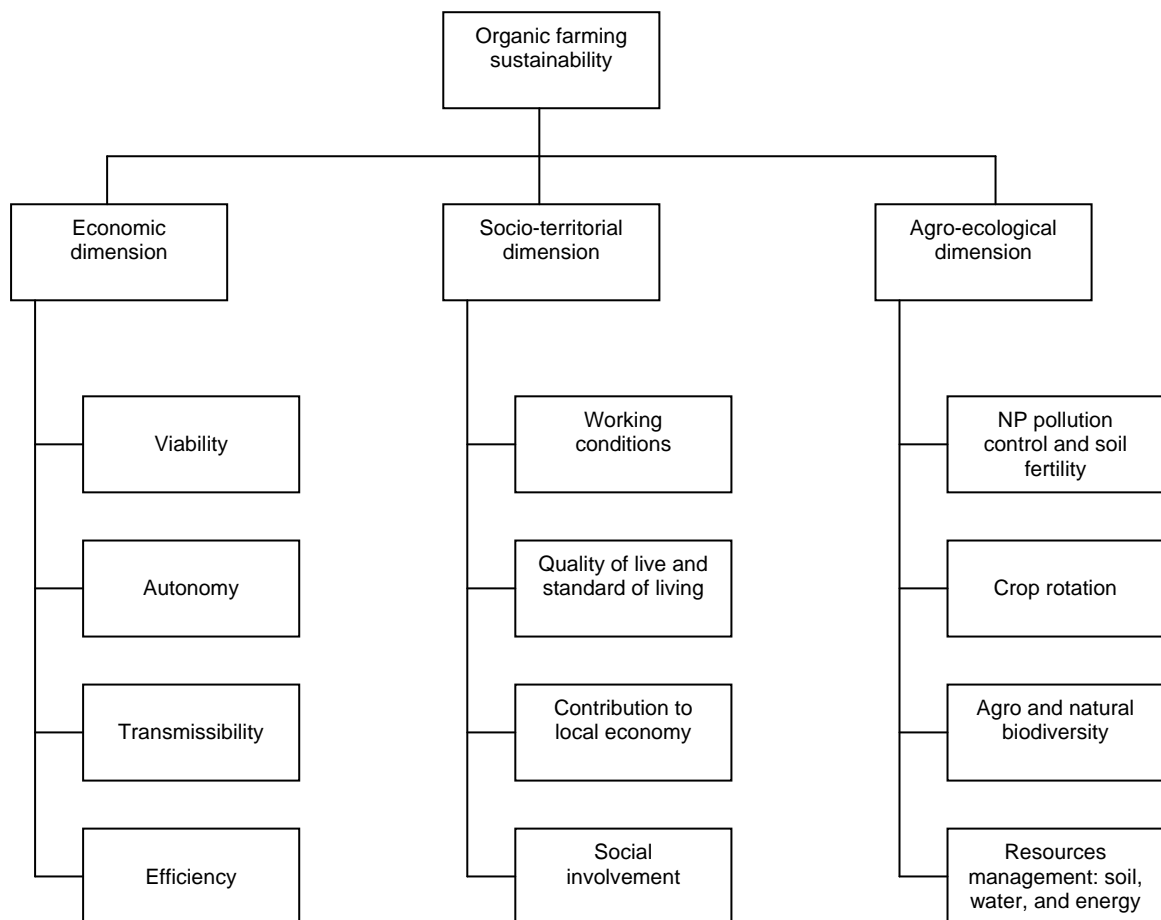 Organic farming
sustainability
Economic
dimension
Socio-territorial
dimension
Agro-ecological
dimension
Viability
Working
conditions
NP pollution
control and soil
fertility
Autonomy
Quality of live and
standard of living
Crop rotation
Transmissibility
Contribution to
local economy
Agro and natural
biodiversity
Efficiency
Social
involvement
Resources
management: soil,
water, and energy